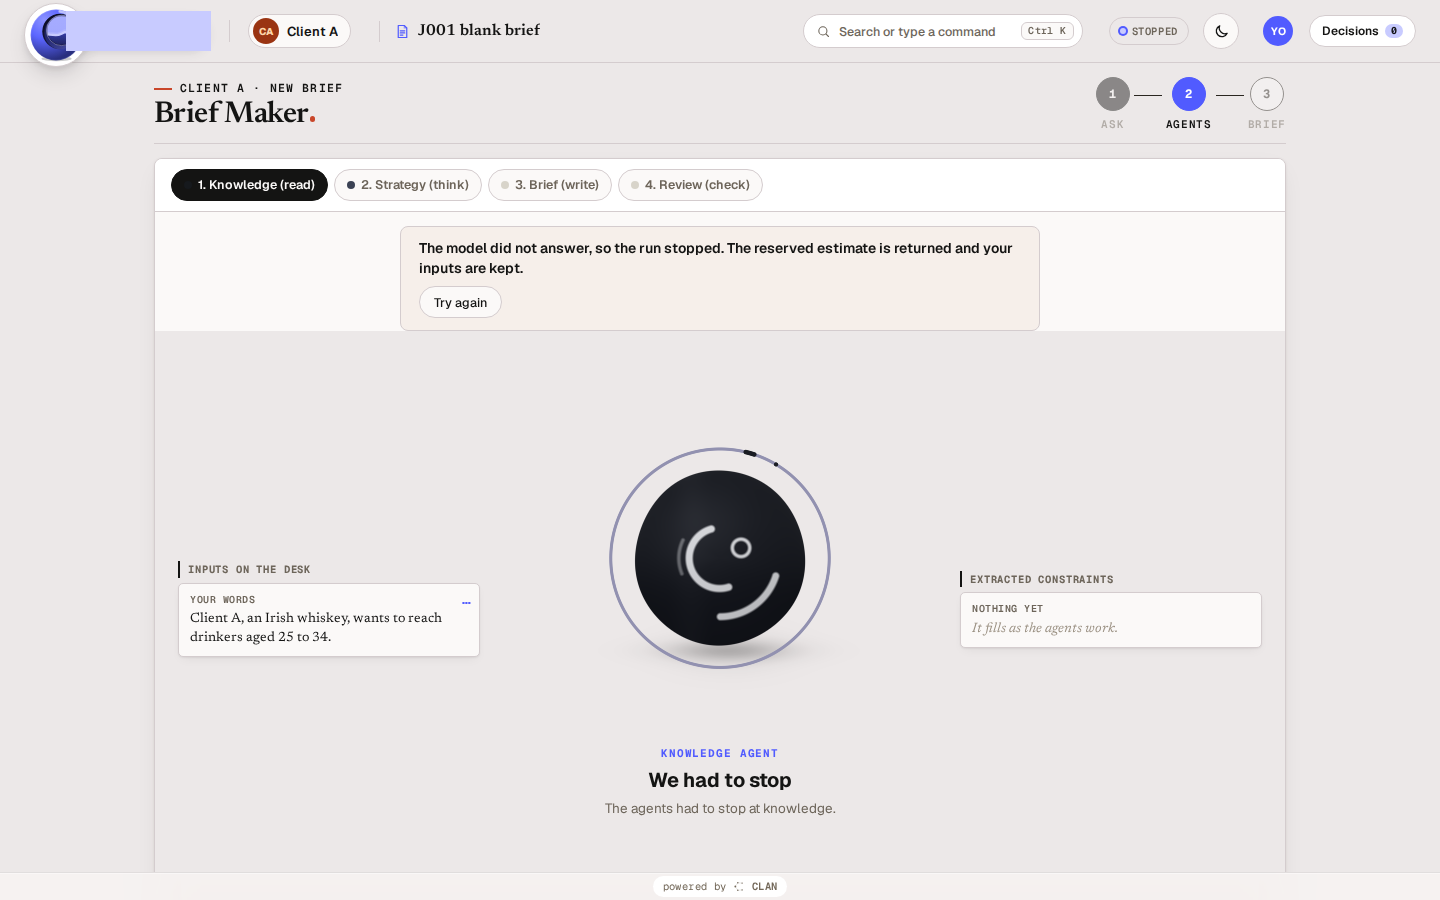 CA Client A
J001 blank brief
Search or type a command Ctrl K
STOPPED
YO
Decisions 0
CLIENT A · NEW BRIEF
Brief Maker.
1 2 3
ASK AGENTS BRIEF
1. Knowledge (read) 2. Strategy (think) 3. Brief (write) 4. Review (check)
The model did not answer, so the run stopped. The reserved estimate is returned and your
inputs are kept.
Try again
INPUTS ON THE DESK
YOUR WORDS
Client A, an Irish whiskey, wants to reach
drinkers aged 25 to 34.
EXTRACTED CONSTRAINTS
NOTHING YET
It fills as the agents work.
KNOWLEDGE AGENT
We had to stop
The agents had to stop at knowledge.
powered by CLAN